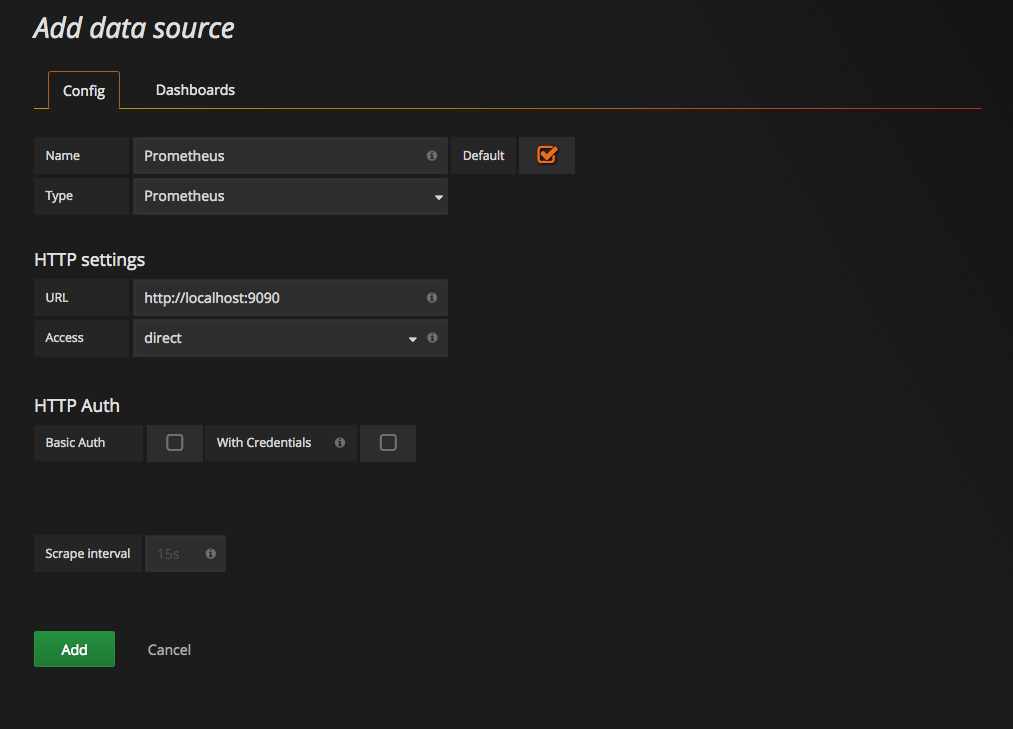 Add data source
Config Dashboards
Name Prometheus Default
Type Prometheus
HTTP settings
URL http://localhost:9090
Access direct
HTTP Auth
Basic Auth With Credentials
Scrape interval 15s
Add Cancel